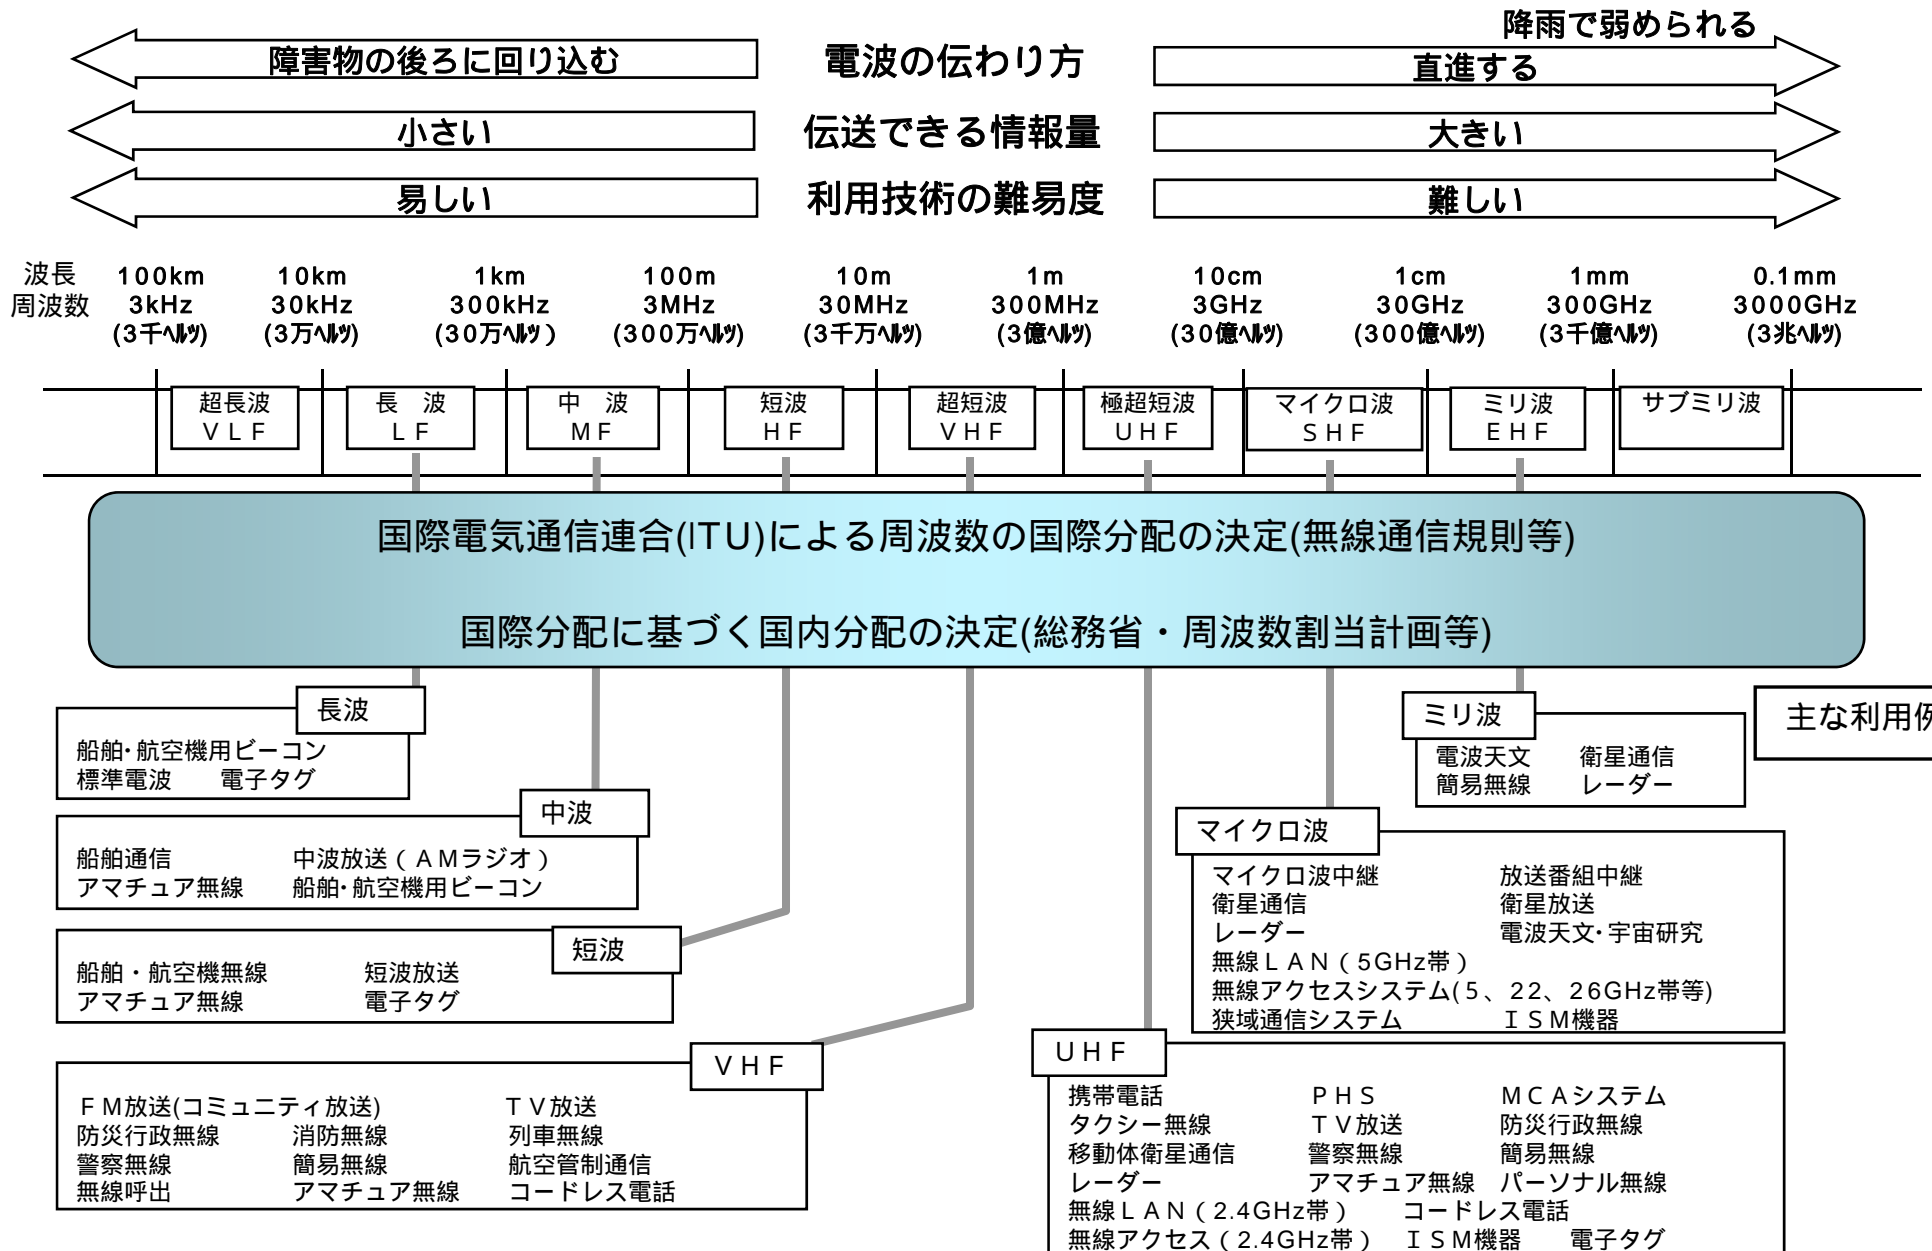 降雨で弱められる
障害物の後ろに回り込む 電波の伝わり方 直進する
小さい 伝送できる情報量 大きい
易しい 利用技術の難易度 難しい
波長 100km 10km 1km 100m 10m 1m 10cm 1cm 1mm 0.1mm
周波数 3kHz 30kHz 300kHz 3MHz 30MHz 300MHz 3GHz 30GHz 300GHz 3000GHz
(3千ﾍﾙﾂ) (3万ﾍﾙﾂ) (30万ﾍﾙﾂ) (300万ﾍﾙﾂ) (3千万ﾍﾙﾂ) (3億ﾍﾙﾂ) (30億ﾍﾙﾂ) (300億ﾍﾙﾂ) (3千億ﾍﾙﾂ) (3兆ﾍﾙﾂ)
超長波 長 波 中 波 短波 超短波 極超短波 マイクロ波 ミリ波 サブミリ波
ＶＬＦ ＬＦ ＭＦ ＨＦ ＶＨＦ ＵＨＦ ＳＨＦ ＥＨＦ
国際電気通信連合(ITU)による周波数の国際分配の決定(無線通信規則等)
国際分配に基づく国内分配の決定(総務省・周波数割当計画等)
長波
船舶･航空機用ビーコン
標準電波 電子タグ
中波
船舶通信 中波放送（ＡＭラジオ）
アマチュア無線 船舶･航空機用ビーコン
短波
船舶・航空機無線 短波放送
アマチュア無線 電子タグ
ＶＨＦ
ＦＭ放送(コミュニティ放送) ＴＶ放送
防災行政無線 消防無線 列車無線
警察無線 簡易無線 航空管制通信
無線呼出 アマチュア無線 コードレス電話
主な利用例
ミリ波
電波天文 衛星通信
簡易無線 レーダー
マイクロ波
マイクロ波中継 放送番組中継
衛星通信 衛星放送
レーダー 電波天文･宇宙研究
無線ＬＡＮ（5GHz帯）
無線アクセスシステム(５、22、26GHz帯等)
狭域通信システム ＩＳＭ機器
ＵＨＦ
携帯電話 ＰＨＳ ＭＣＡシステム
タクシー無線 ＴＶ放送 防災行政無線
移動体衛星通信 警察無線 簡易無線
レーダー アマチュア無線 パーソナル無線
無線ＬＡＮ（2.4GHz帯） コードレス電話
無線アクセス（2.4GHz帯） ＩＳＭ機器 電子タグ